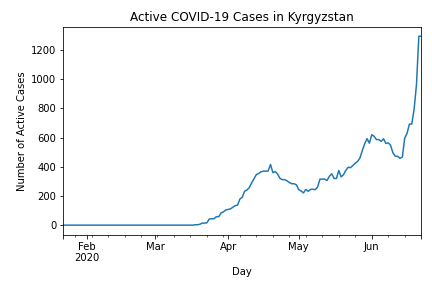 Active COVID-19 Cases in Kyrgyzstan
Number of Active Cases
1200
1000
800
600
400
200
0
Feb Mar Apr May Jun
2020
Day